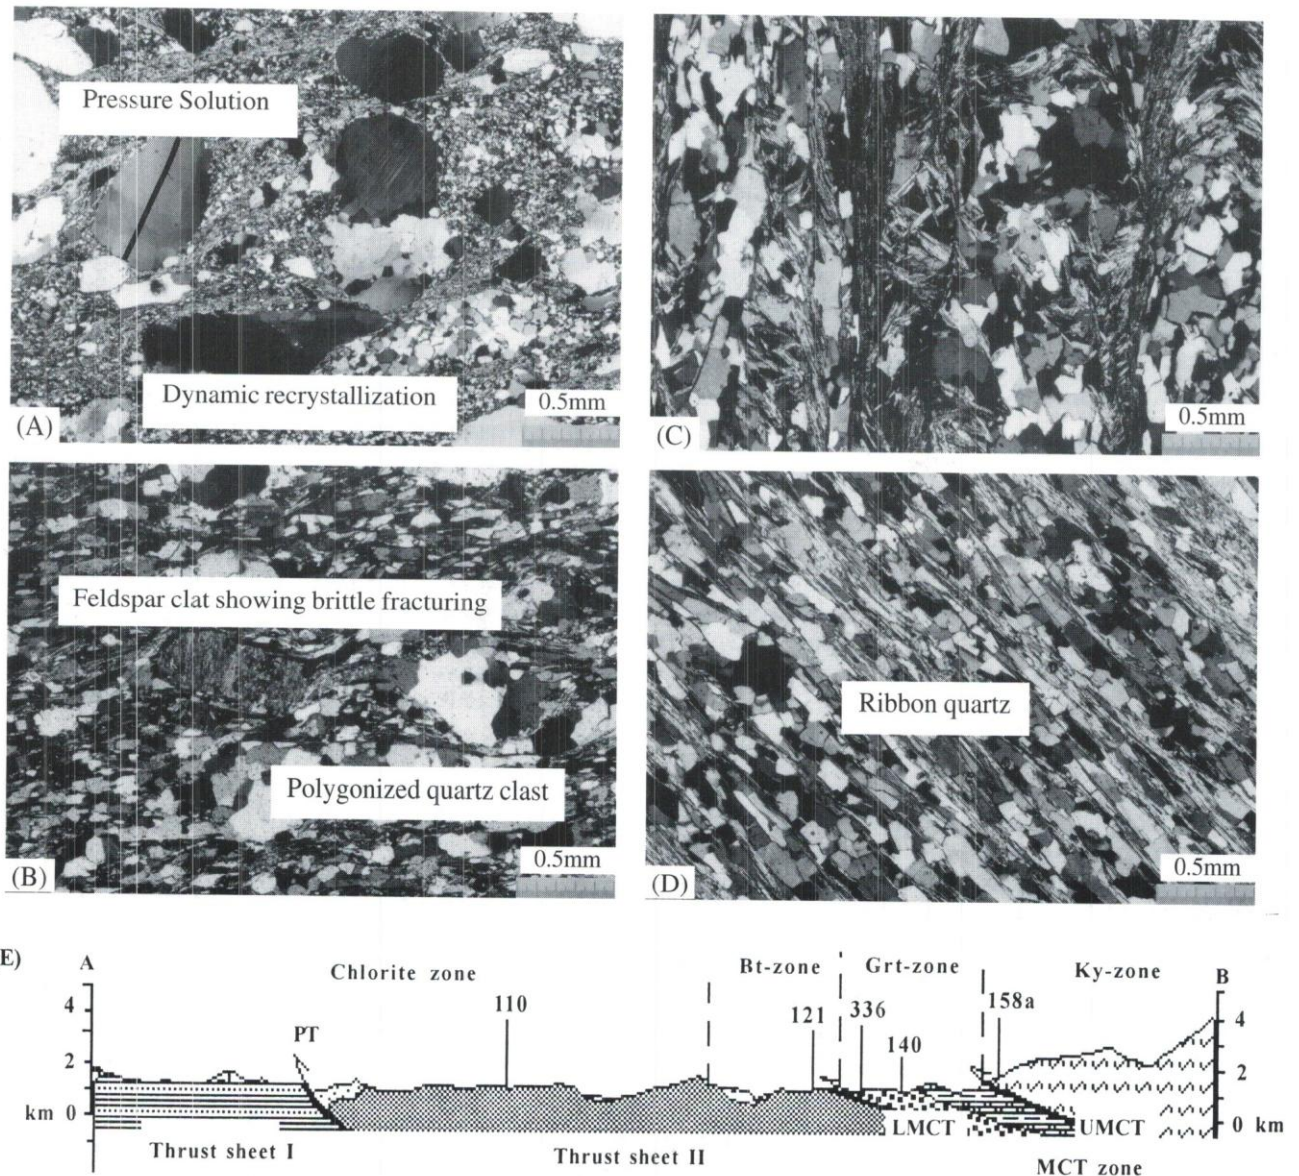 Pressure Solution
Dynamic recrystallization
0.5mm
(A)
0.5mm
(C)
Feldspar clat showing brittle fracturing
Polygonized quartz clast
0.5mm
(B)
Ribbon quartz
0.5mm
(D)
E)
A
Chlorite zone
Bt-zone
Grt-zone
Ky-zone
B
4
110
121
336
158a
4
PT
140
2
2
km 0
LMCT
UMCT
0 km
Thrust sheet I
Thrust sheet II
MCT zone